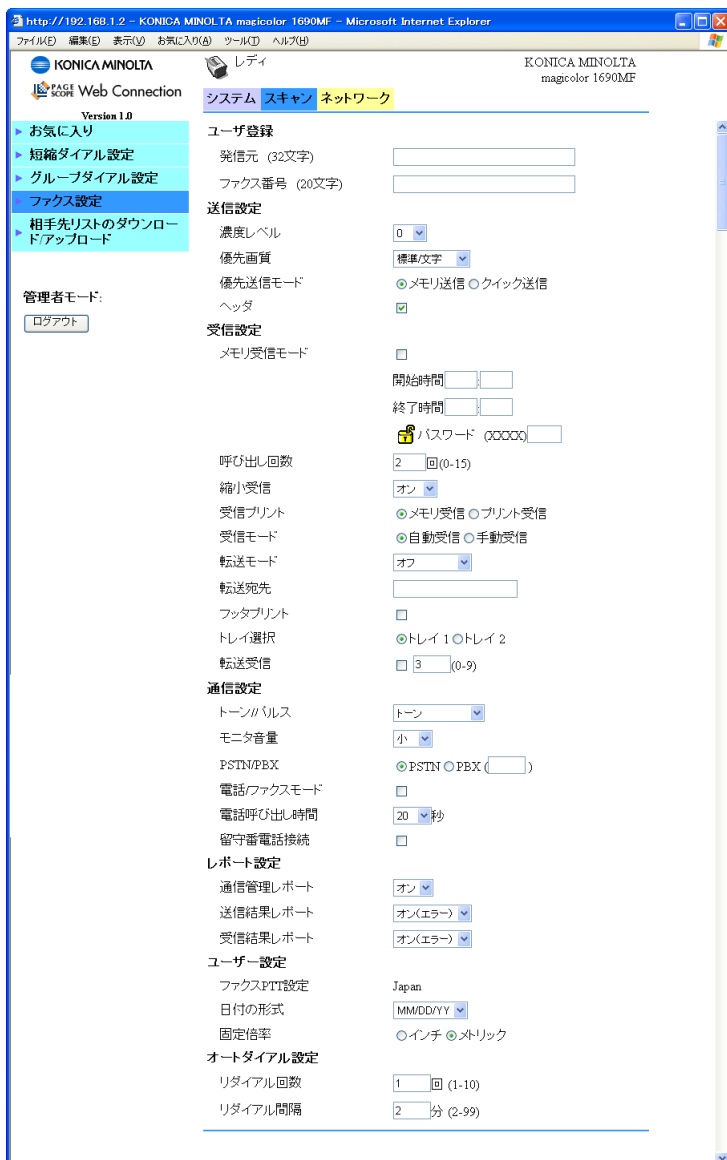 http://192.168.1.2 - KONICA MINOLTA magicolor 1690MF - Microsoft Internet Explorer
ファイル(F) 編集(E) 表示(V) お気に入り(A) ツール(T) ヘルプ(H)
KONICA MINOLTA
PAGE SCOPE Web Connection
Version 1.0
レディ
KONICA MINOLTA
magicolor 1690MF
システム スキャン ネットワーク
お気に入り
短縮ダイアル設定
グループダイアル設定
ファクス設定
相手先リストのダウンロー
ド/アップロード
管理者モード:
ログアウト
ユーザ登録
発信元 (32文字)
ファクス番号 (20文字)
送信設定
濃度レベル 0
優先画質 標準/文字
優先送信モード メモリ送信 クイック送信
ヘッダ
受信設定
メモリ受信モード
開始時間 :
終了時間 :
パスワード (XXXX)
呼び出し回数 2 回(0-15)
縮小受信 オン
受信プリント メモリ受信 プリント受信
受信モード 自動受信 手動受信
転送モード オフ
転送宛先
フッタプリント
トレイ選択 トレイ 1 トレイ 2
転送受信 3 (0-9)
通信設定
トーン/パルス トーン
モニタ音量 小
PSTN/PBX PSTN PBX ( )
電話/ファクスモード
電話呼び出し時間 20 秒
留守番電話接続
レポート設定
通信管理レポート オン
送信結果レポート オン(エラー)
受信結果レポート オン(エラー)
ユーザー設定
ファクスPTT設定 Japan
日付の形式 MM/DD/YY
固定倍率 インチ メトリック
オートダイアル設定
リダイアル回数 1 回 (1-10)
リダイアル間隔 2 分 (2-99)